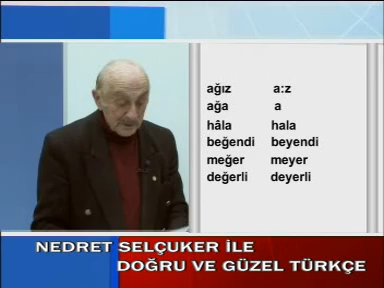 ağız a:z
ağa a
hâla hala
beğendi beyendi
meğer meyer
değerli deyerli
NEDRET SELÇUKER İLE
DOĞRU VE GÜZEL TÜRKÇE